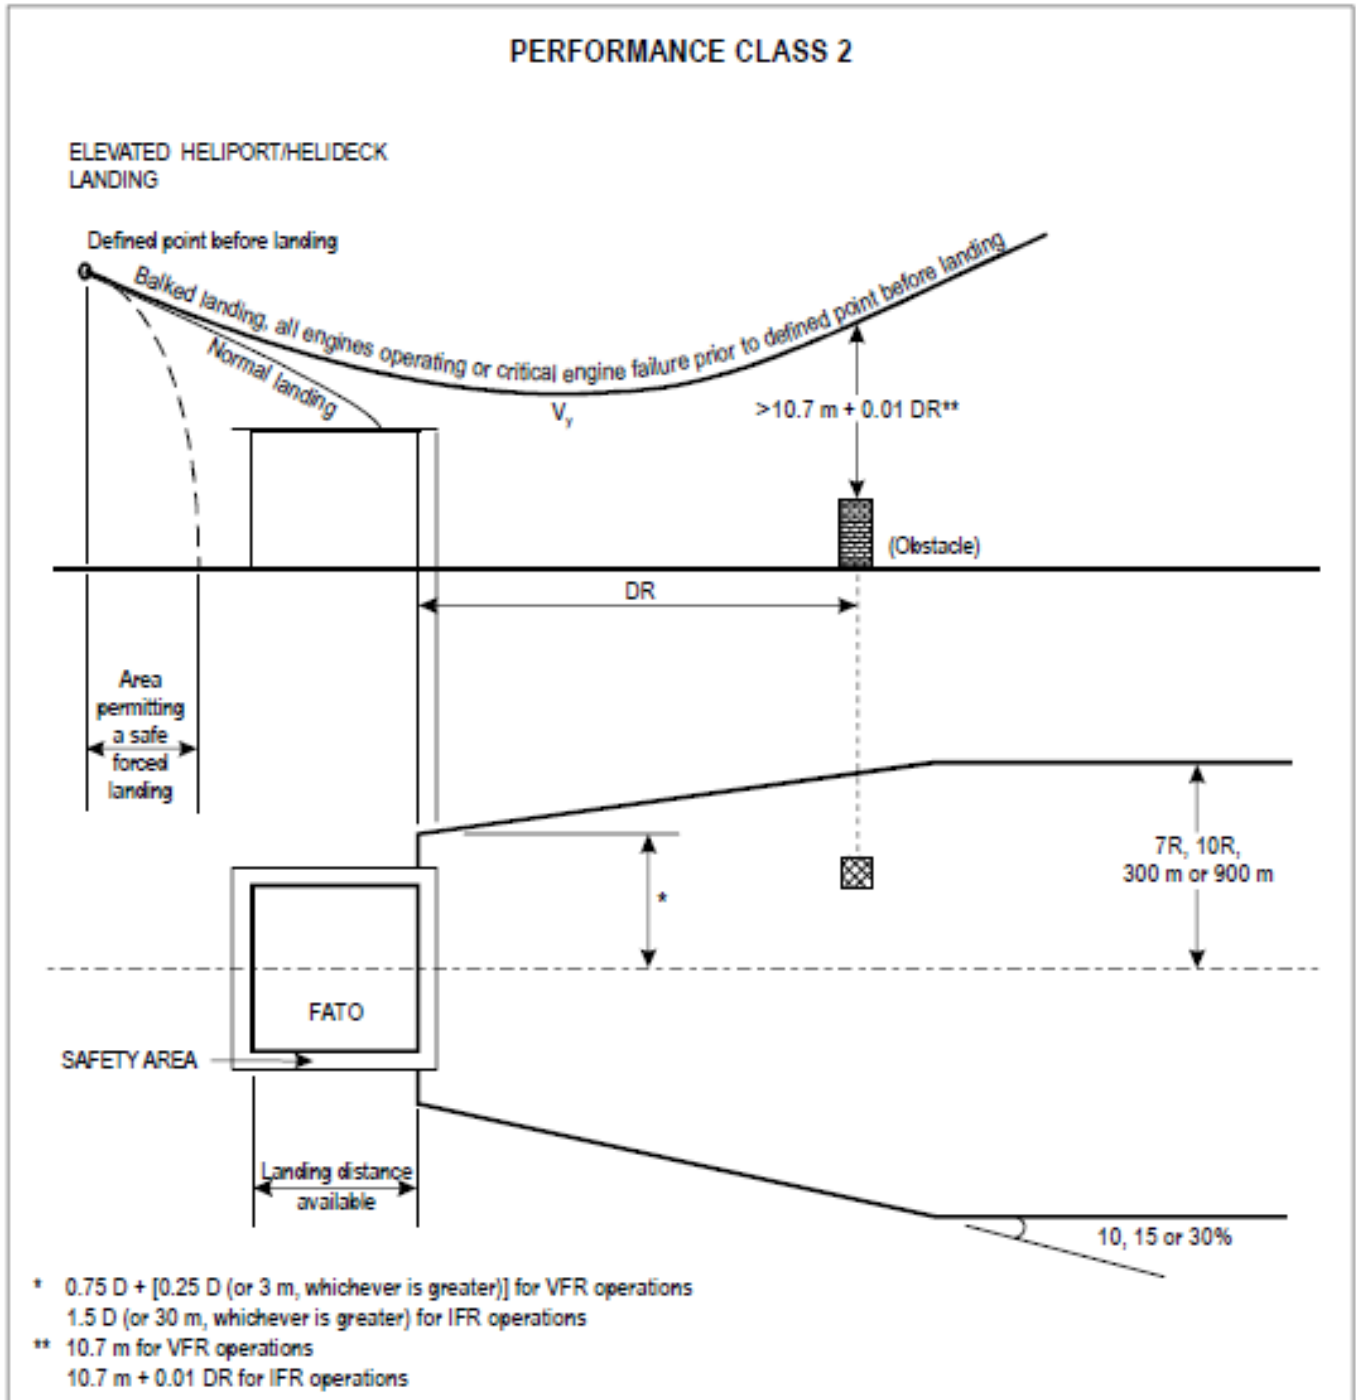 PERFORMANCE CLASS 2
ELEVATED HELIPORT/HELIDECK
LANDING
Defined point before landing
Balked landing, all engines operating or critical engine failure prior to defined point before landing
Normal landing
Vy
>10.7 m + 0.01 DR**
(Obstacle)
DR
Area
permitting
a safe
forced
landing
7R, 10R,
300 m or 900 m
*
FATO
SAFETY AREA
Landing distance
available
10, 15 or 30%
* 0.75 D + [0.25 D (or 3 m, whichever is greater)] for VFR operations
1.5 D (or 30 m, whichever is greater) for IFR operations
** 10.7 m for VFR operations
10.7 m + 0.01 DR for IFR operations